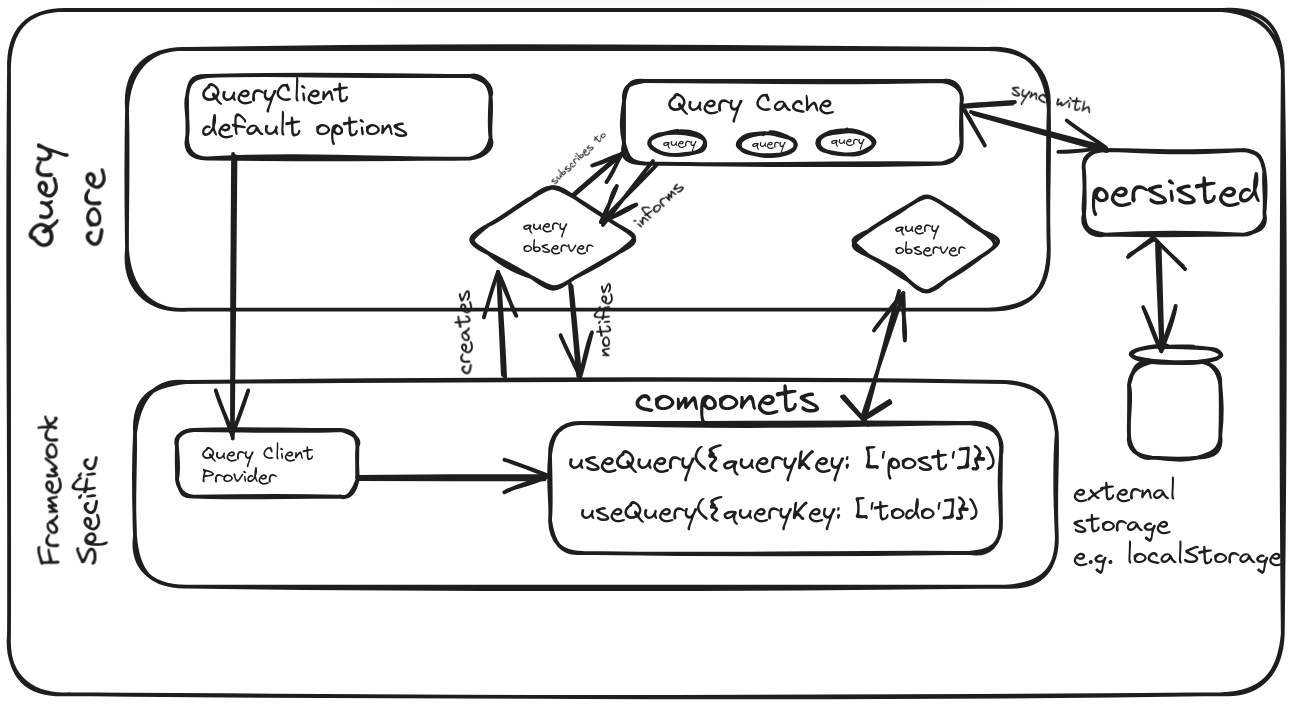 Query
core
QueryClient
default options
Query Cache
query
query
query
sync with
persisted
subscribes to
informs
query
observer
query
observer
creates
notifies
Framework
Specific
componets
Query Client
Provider
useQuery({queryKey: ['post']})
useQuery({queryKey: ['todo']})
external
storage
e.g. localStorage